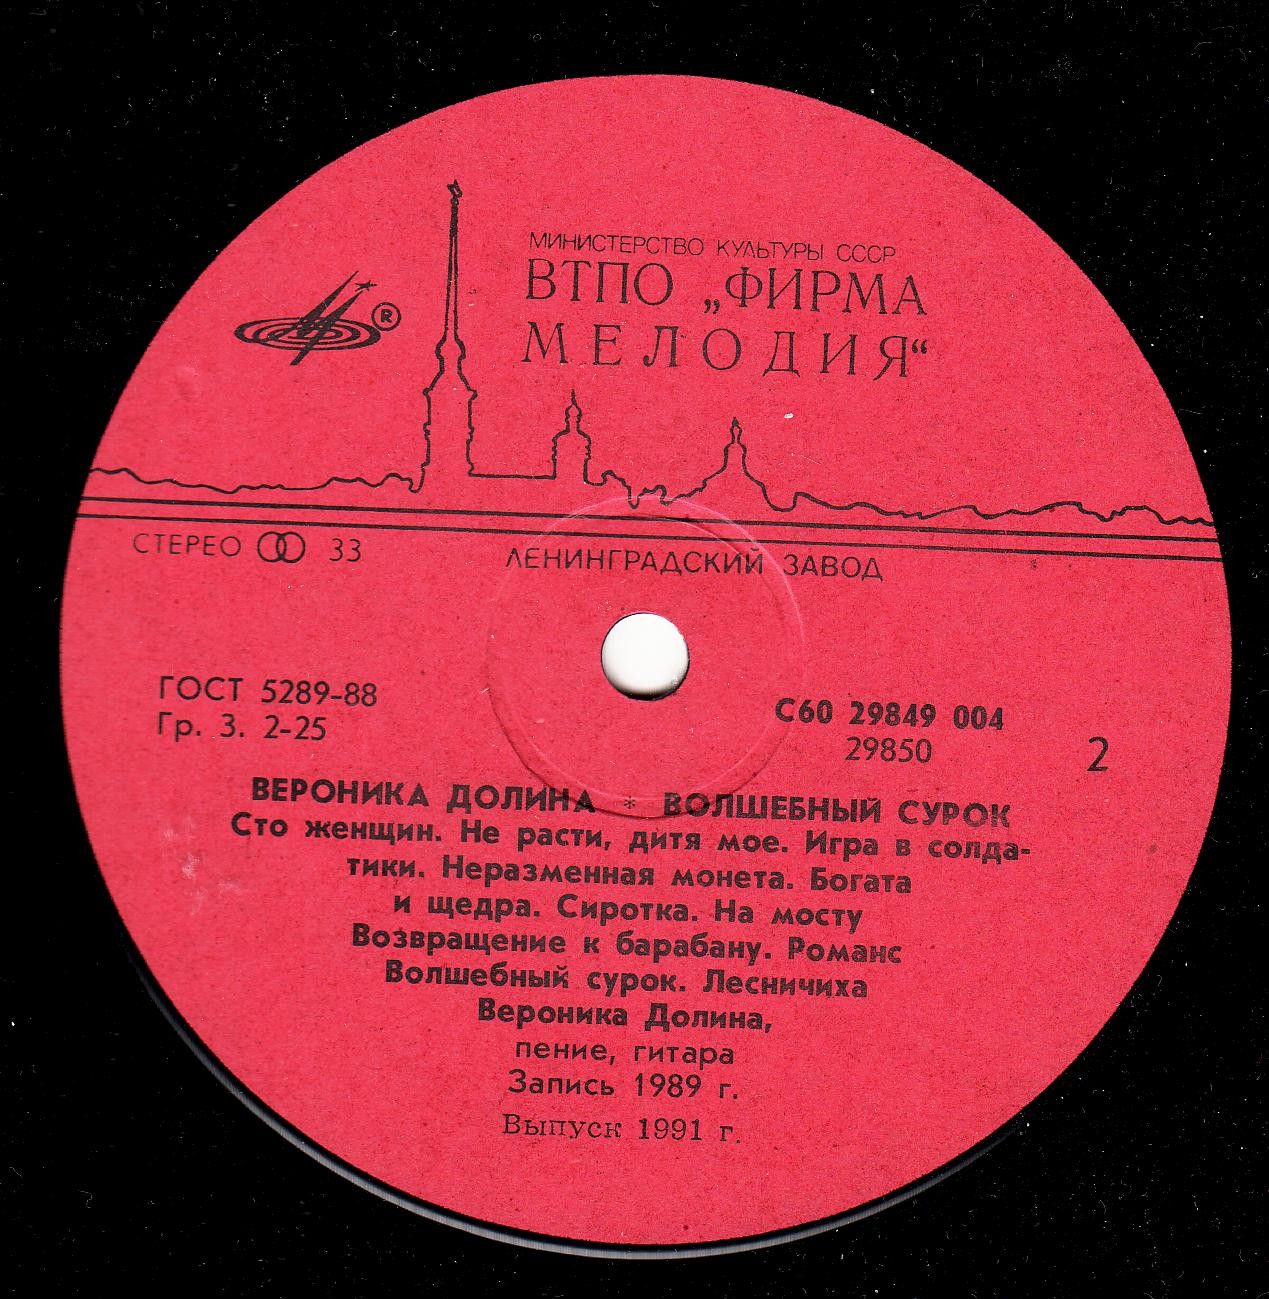 МИНИСТЕРСТВО КУЛЬТУРЫ СССР
ВТПО „ФИРМА
МЕЛОДИЯ“
®
СТЕРЕО 33
ЛЕНИНГРАДСКИЙ ЗАВОД
ГОСТ 5289-88
Гр. 3. 2-25
С60 29849 004
29850
2
ВЕРОНИКА ДОЛИНА * ВОЛШЕБНЫЙ СУРОК
Сто женщин. Не расти, дитя мое. Игра в солда-
тики. Неразменная монета. Богата
и щедра. Сиротка. На мосту
Возвращение к барабану. Романс
Волшебный сурок. Лесничиха
Вероника Долина,
пение, гитара
Запись 1989 г.
Выпуск 1991 г.